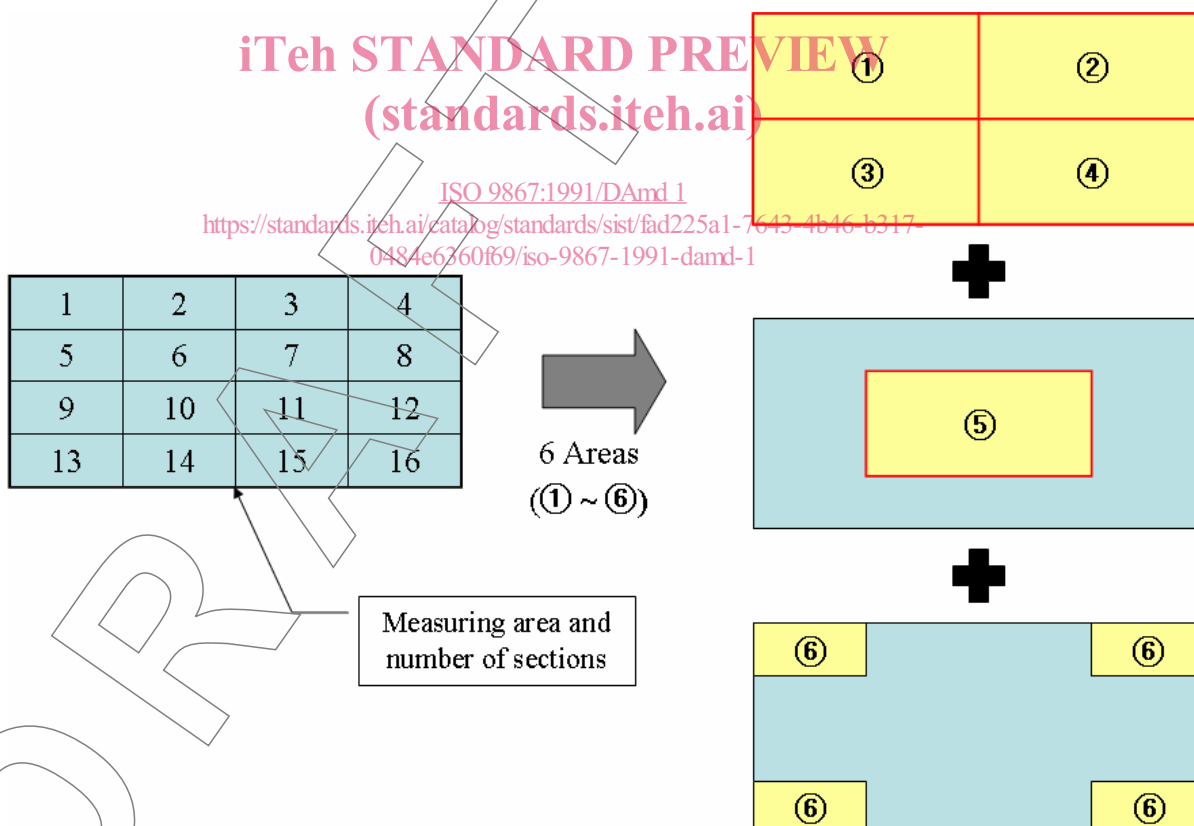 iTeh STANDARD PREVIEW
(standards.iteh.ai)
ISO 9867:1991/DAmd 1
https://standards.iteh.ai/catalog/standards/sist/fad225a1-7643-4b46-b317-
0484e6360f69/iso-9867-1991-damd-1
① ②
③ ④
1 2 3 4
5 6 7 8
9 10 11 12
13 14 15 16
6 Areas
(① ~ ⑥)
⑤
Measuring area and
number of sections
⑥ ⑥
⑥ ⑥
DRAFT